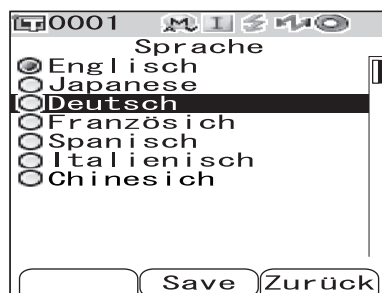 0001 M I
Sprache
Englisch
Japanese
Deutsch
Französich
Spanisch
Italienisch
Chinesich
Save Zurück